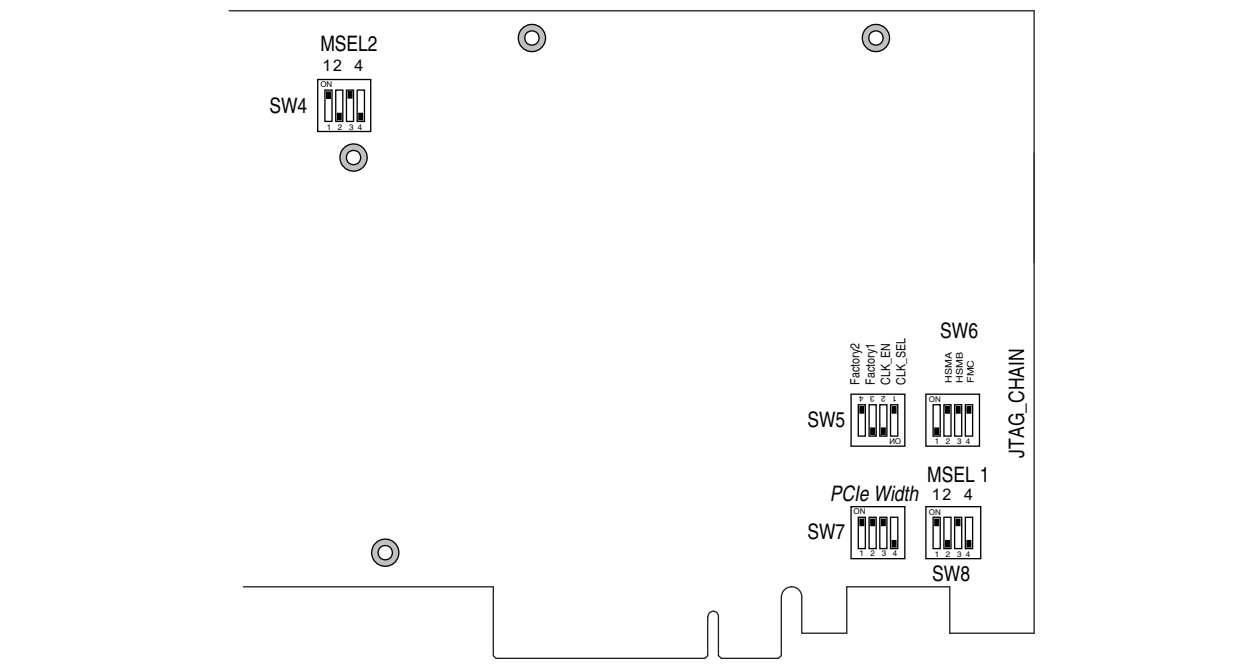 MSEL2
12 4
ON
SW4
1 2 3 4
SW6
Factory2
Factory1
CLK_EN
CLK_SEL
HSMA
HSMB
FMC
JTAG_CHAIN
4 3 2 1
ON
SW5
ON
1 2 3 4
MSEL 1
PCIe Width
12 4
ON
SW7
1 2 3 4
ON
1 2 3 4
SW8